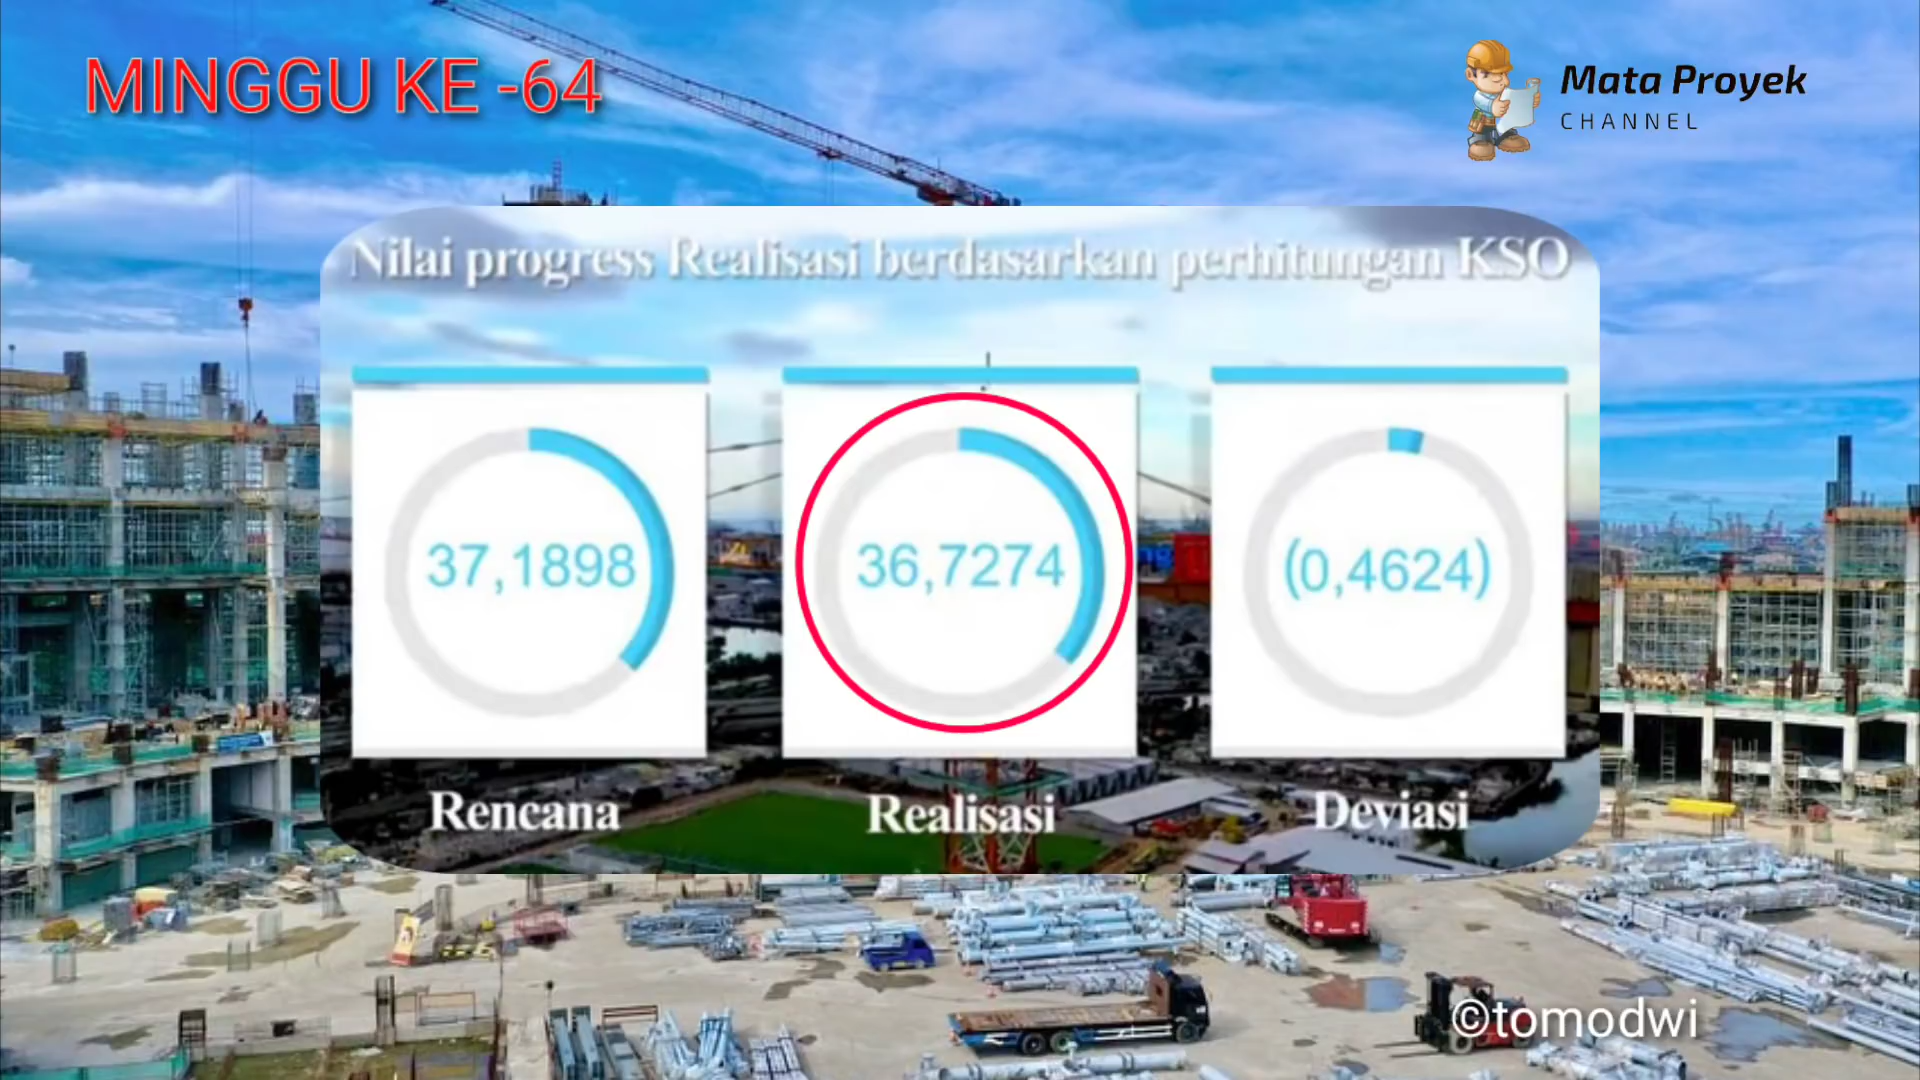 MINGGU KE -64
Mata Proyek
CHANNEL
Nilai progress Realisasi berdasarkan perhitungan KSO
37,1898
36,7274
(0,4624)
Rencana
Realisasi
Deviasi
©tomodwi